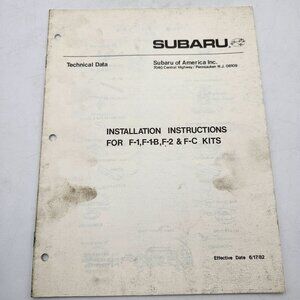 SUBARU
Technical Data
Subaru of America Inc.
7040 Central Highway/Pennsauken N.J. 08109
INSTALLATION INSTRUCTIONS
FOR F-1,F-1-B,F-2 & F-C KITS
Effective Date 6/17/82